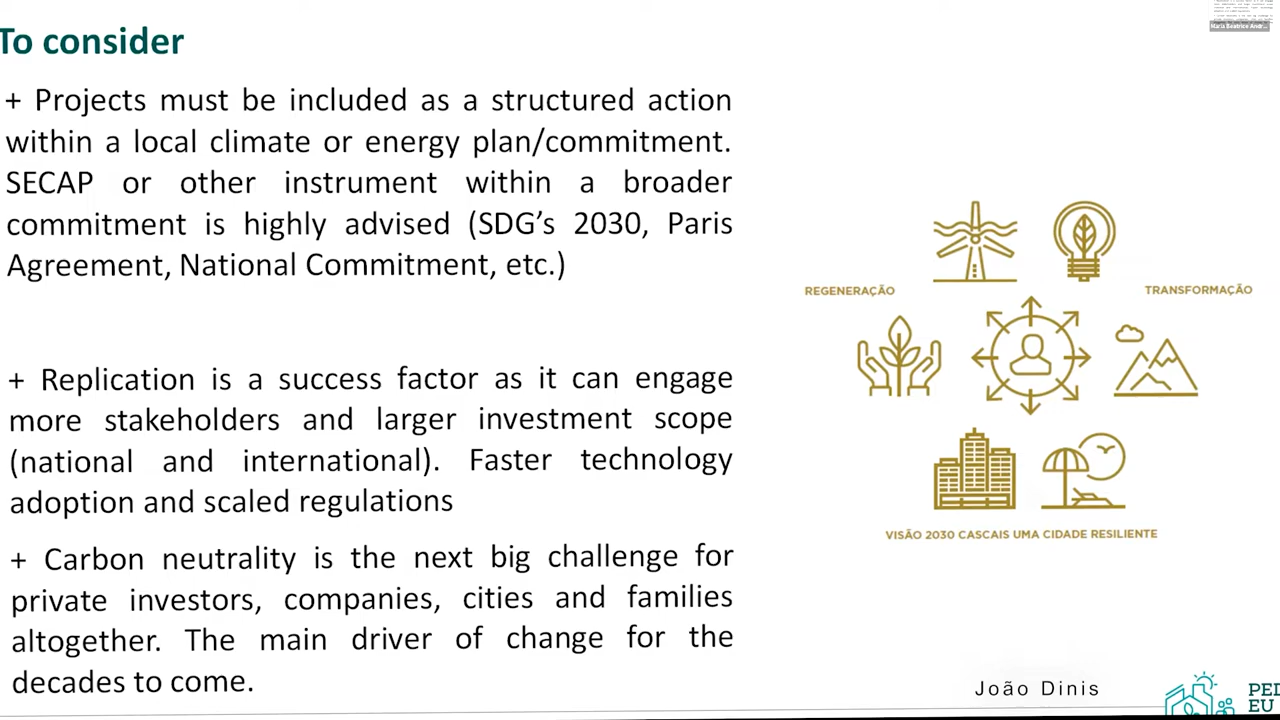 To consider
+ Projects must be included as a structured action
within a local climate or energy plan/commitment.
SECAP or other instrument within a broader
commitment is highly advised (SDG’s 2030, Paris
Agreement, National Commitment, etc.)
+ Replication is a success factor as it can engage
more stakeholders and larger investment scope
(national and international). Faster technology
adoption and scaled regulations
+ Carbon neutrality is the next big challenge for
private investors, companies, cities and families
altogether. The main driver of change for the
decades to come.
REGENERAÇÃO
TRANSFORMAÇÃO
VISÃO 2030 CASCAIS UMA CIDADE RESILIENTE
João Dinis
EU